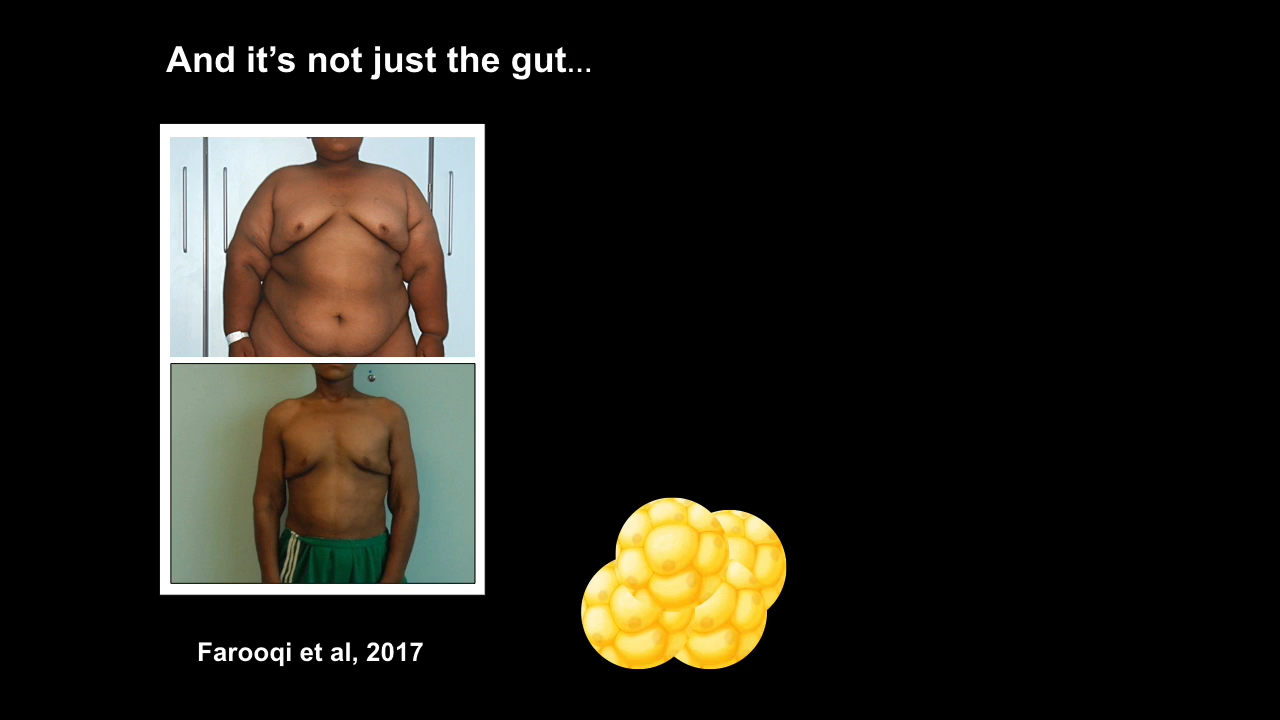 And it’s not just the gut...
Farooqi et al, 2017